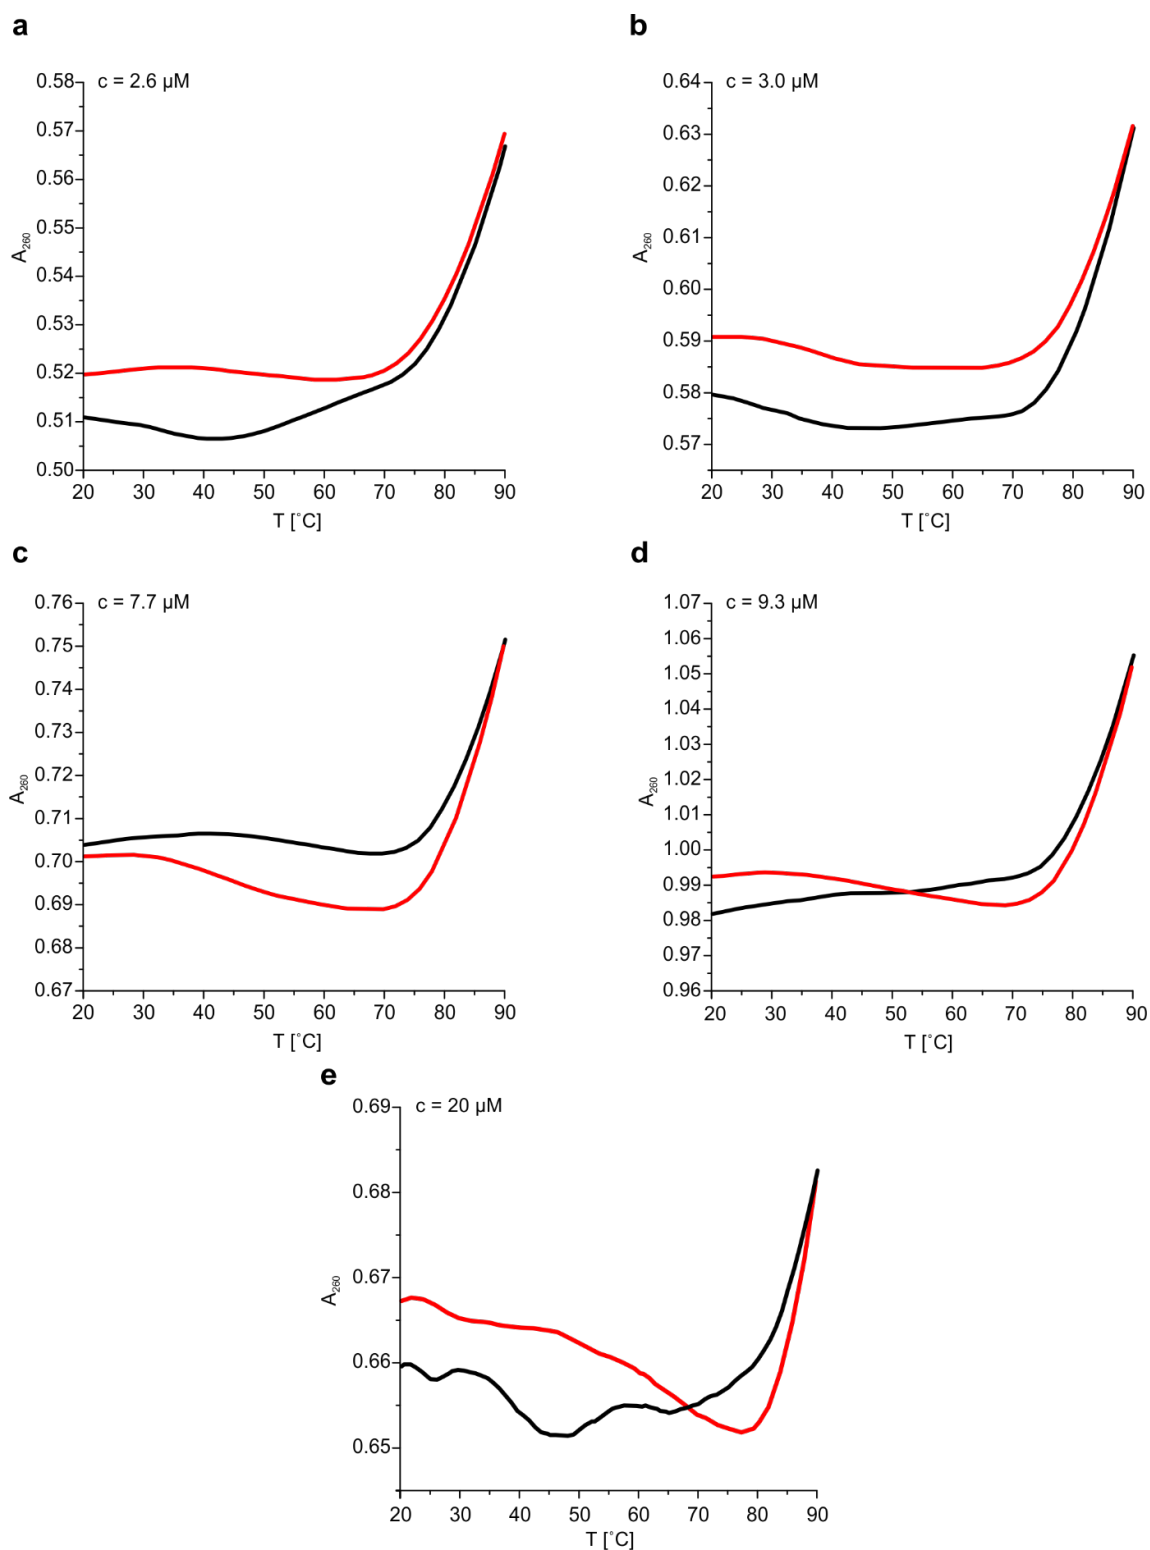 a
c = 2.6 µM
0.58
0.57
0.56
0.55
0.54
0.53
0.52
0.51
0.50
A260
20 30 40 50 60 70 80 90
T [˚C]
b
c = 3.0 µM
0.64
0.63
0.62
0.61
0.60
0.59
0.58
0.57
A260
20 30 40 50 60 70 80 90
T [˚C]
c
c = 7.7 µM
0.76
0.75
0.74
0.73
0.72
0.71
0.70
0.69
0.68
0.67
A260
20 30 40 50 60 70 80 90
T [˚C]
d
c = 9.3 µM
1.07
1.06
1.05
1.04
1.03
1.02
1.01
1.00
0.99
0.98
0.97
0.96
A260
20 30 40 50 60 70 80 90
T [˚C]
e
c = 20 µM
0.69
0.68
0.67
0.66
0.65
A260
20 30 40 50 60 70 80 90
T [˚C]